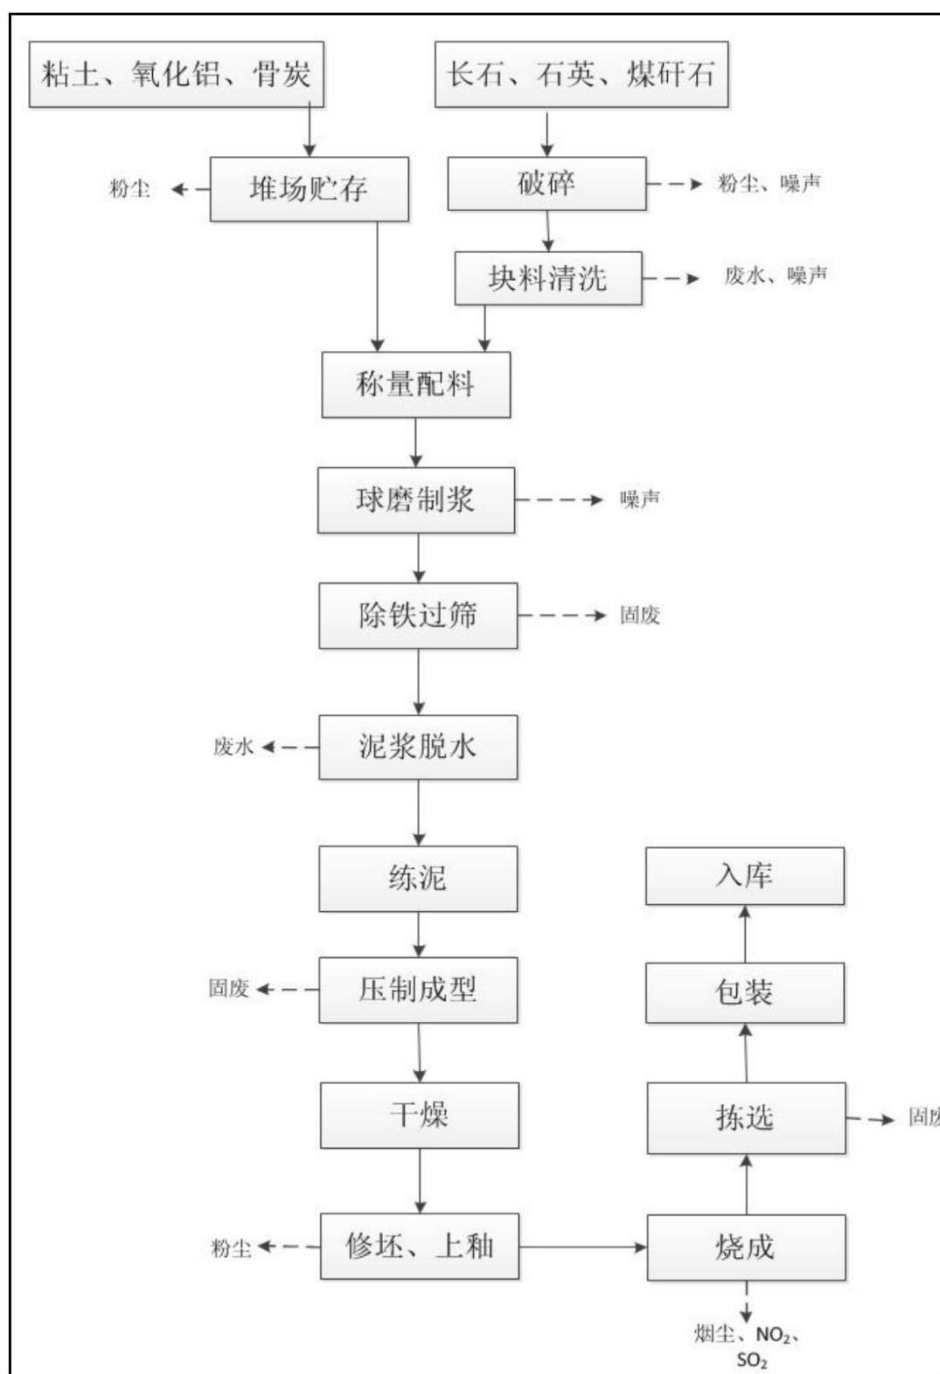 粘土、氧化铝、骨炭
长石、石英、煤矸石
粉尘
堆场贮存
破碎
粉尘、噪声
块料清洗
废水、噪声
称量配料
球磨制浆
噪声
除铁过筛
固废
废水
泥浆脱水
练泥
入库
固废
压制成型
包装
干燥
拣选
固废
粉尘
修坯、上釉
烧成
烟尘、NO₂、
SO₂